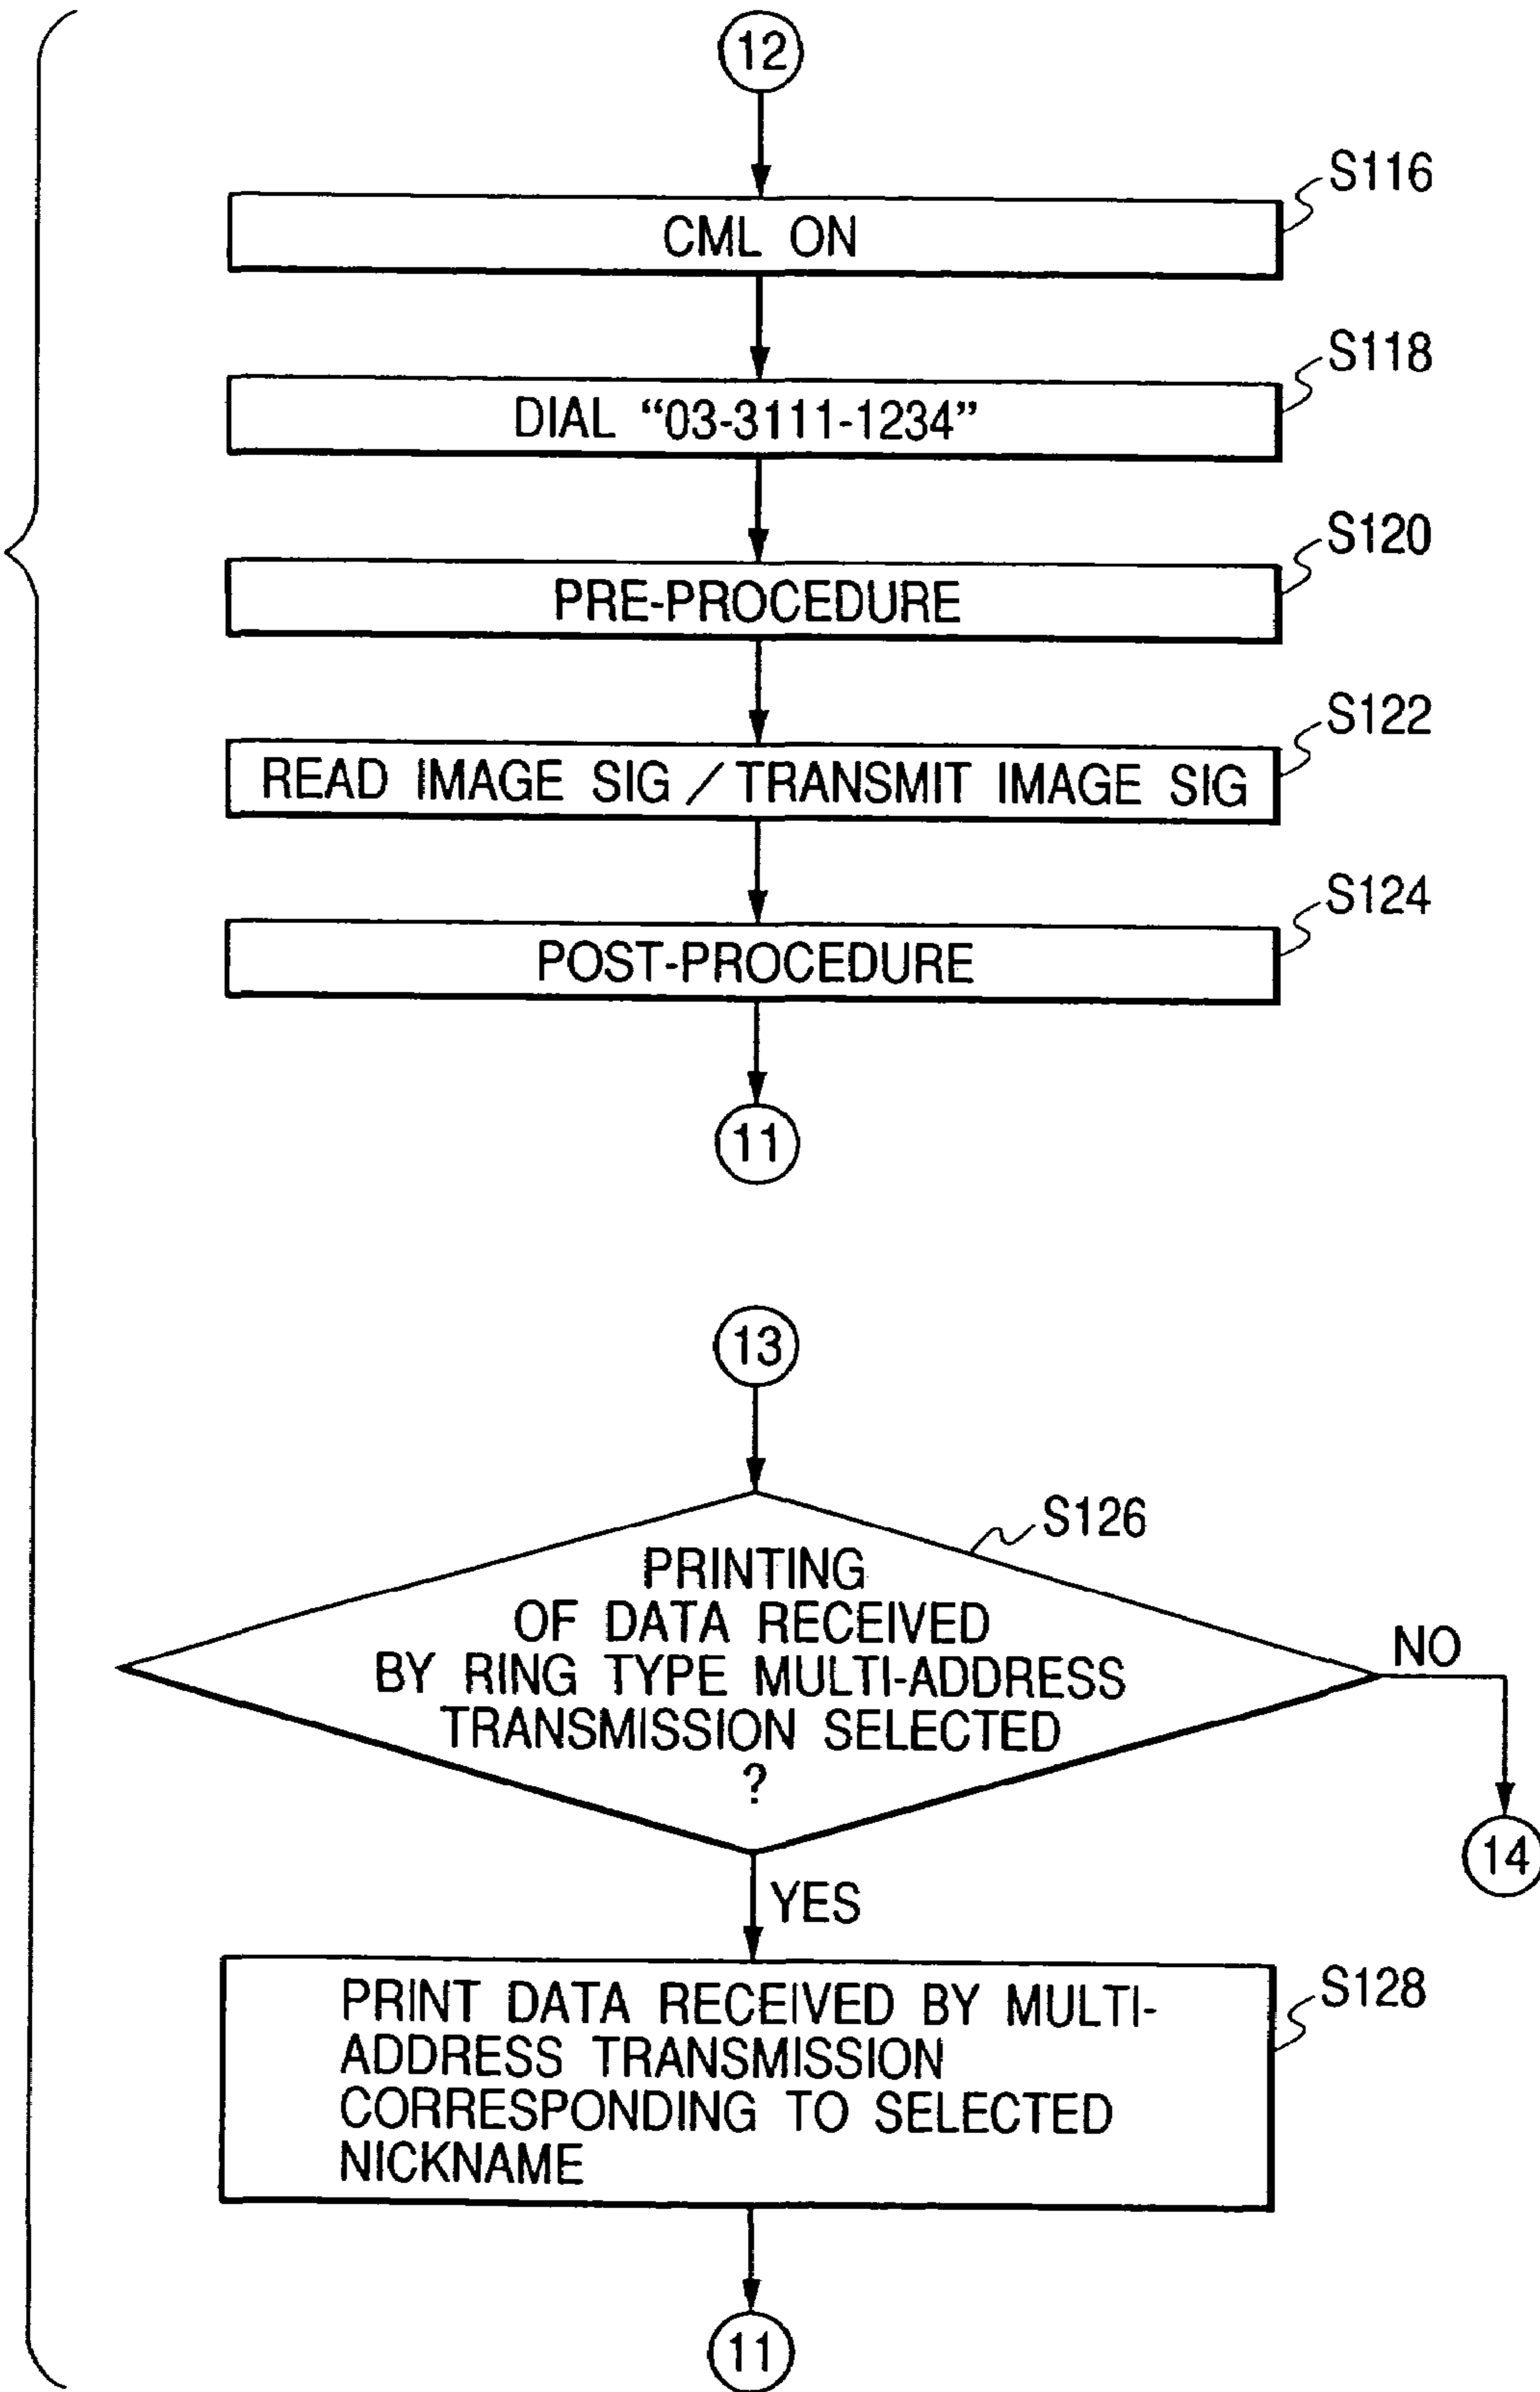 12
S116
CML ON
S118
DIAL “03-3111-1234”
S120
PRE-PROCEDURE
S122
READ IMAGE SIG / TRANSMIT IMAGE SIG
S124
POST-PROCEDURE
11
13
S126
PRINTING
OF DATA RECEIVED
BY RING TYPE MULTI-ADDRESS
TRANSMISSION SELECTED
?
NO
14
YES
S128
PRINT DATA RECEIVED BY MULTI-
ADDRESS TRANSMISSION
CORRESPONDING TO SELECTED
NICKNAME
11